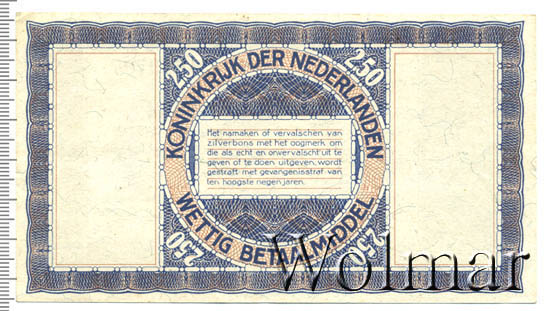 2.50 2.50
KONINKRIJK DER NEDERLANDEN
Het namaken of vervalschen van
zilverbons met het oogmerk om
die als echt en onvervalscht uit te
geven of te doen uitgeven, wordt
gestraft met gevangenisstraf van
ten hoogste negen jaren.
WETTIG BETAALMIDDEL
2.50 2.50
Wolmar